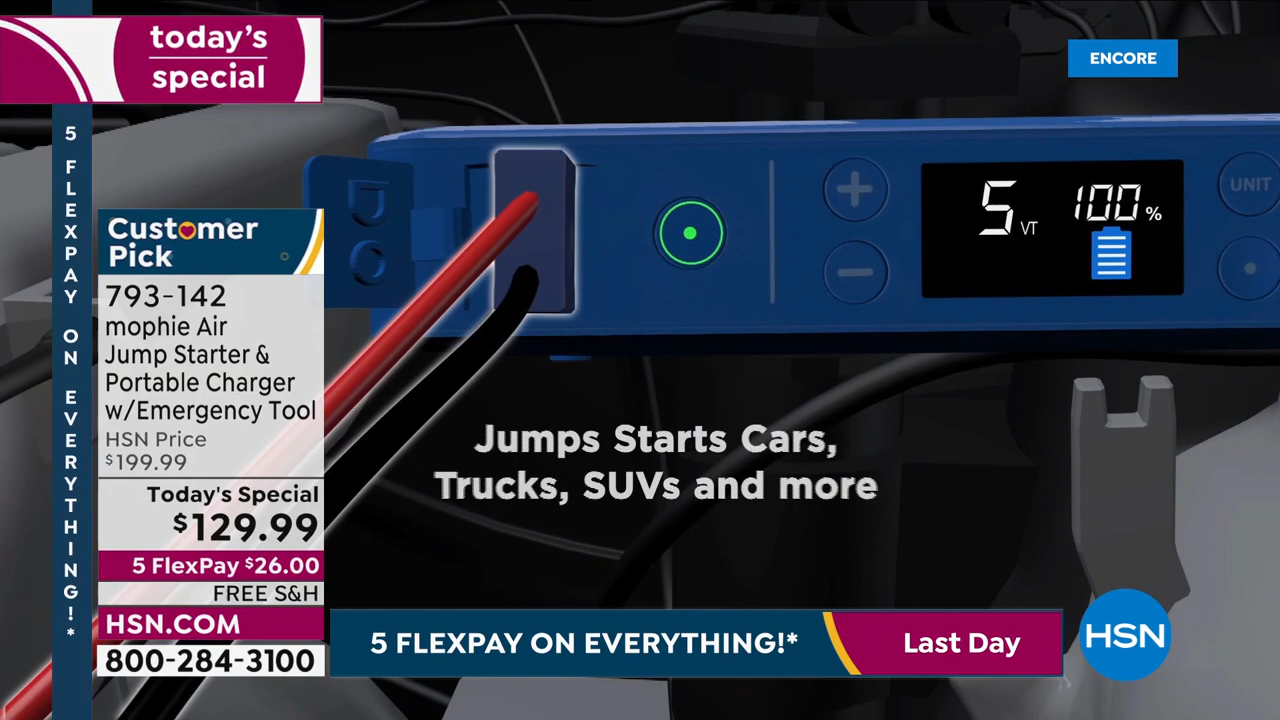 today's
special
ENCORE
5 FLEXPAY ON EVERYTHING!*
Customer
Pick
793-142
mophie Air
Jump Starter &
Portable Charger
w/Emergency Tool
HSN Price
$199.99
Today's Special
$129.99
5 FlexPay $26.00
FREE S&H
HSN.COM
800-284-3100
5 VT 100 %
UNIT
Jumps Starts Cars,
Trucks, SUVs and more
5 FLEXPAY ON EVERYTHING!*
Last Day
HSN